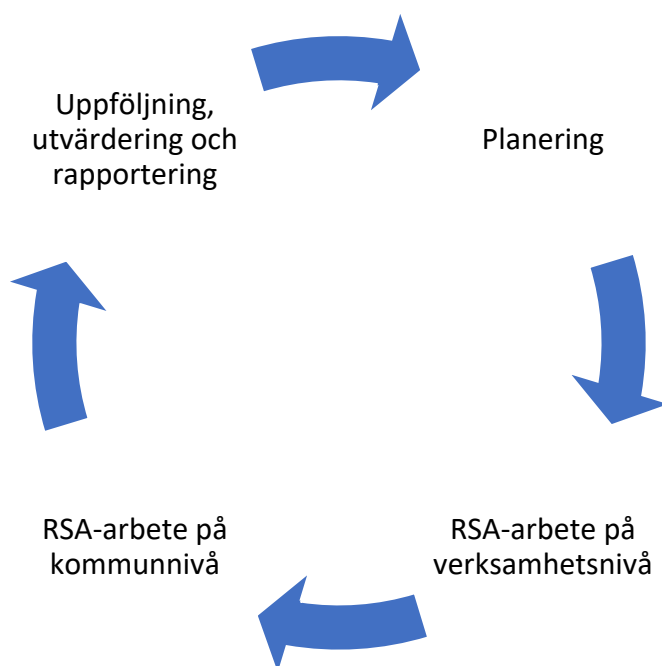 Uppföljning,
utvärdering och
rapportering
Planering
RSA-arbete på
verksamhetsnivå
RSA-arbete på
kommunnivå